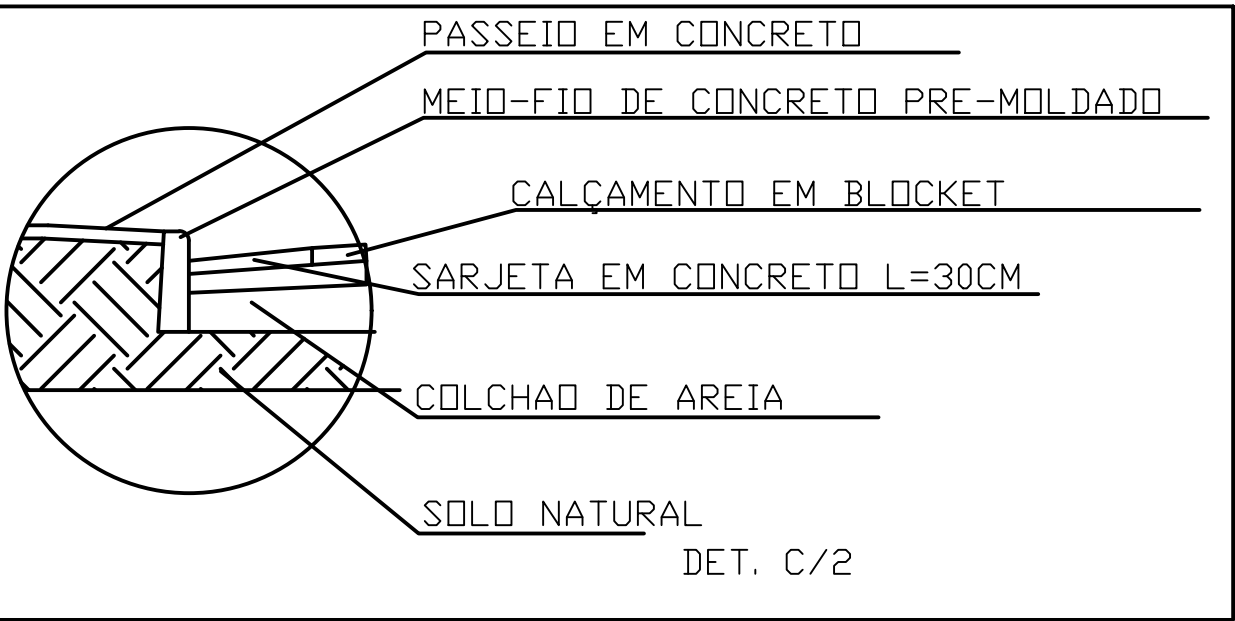 PASSEIO EM CONCRETO
MEIO-FIO DE CONCRETO PRE-MOLDADO
CALÇAMENTO EM BLOCKET
SARJETA EM CONCRETO L=30CM
COLCHAO DE AREIA
SOLO NATURAL
DET. C/2